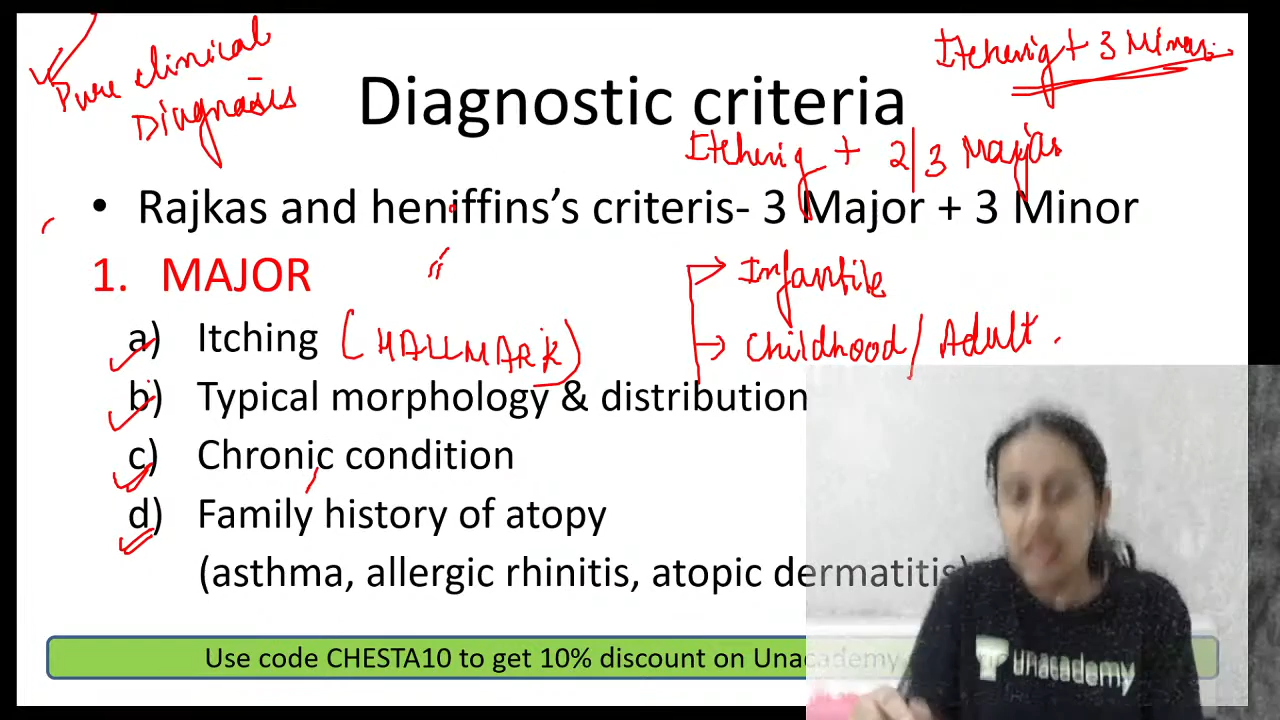 Pure clinical
Diagnosis
Itching + 3 Minor.
Diagnostic criteria
Itching + 2/3 Major
• Rajkas and heniffins’s criteris- 3 Major + 3 Minor
1. MAJOR
Infantile
a) Itching (HALLMARK)
Childhood / Adult.
b) Typical morphology & distribution
c) Chronic condition
d) Family history of atopy
(asthma, allergic rhinitis, atopic dermatitis)
Use code CHESTA10 to get 10% discount on Unacademy
unacademy